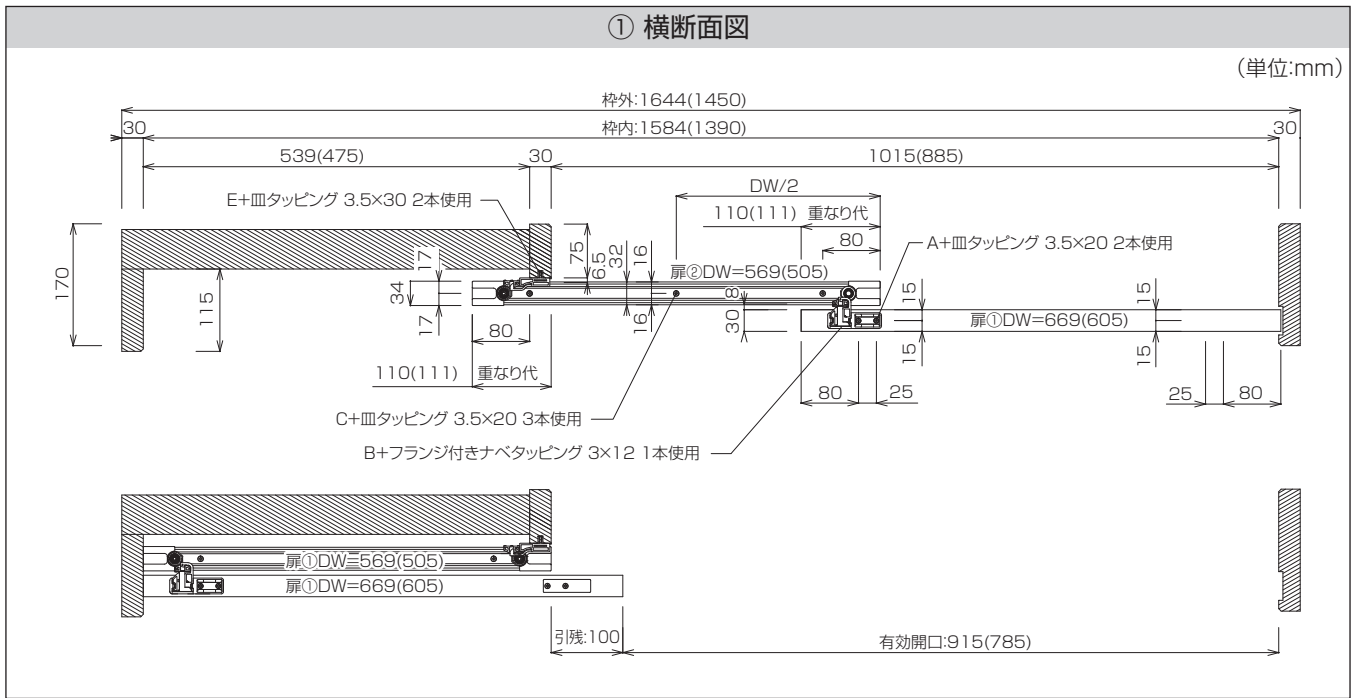 ① 横断面図
(単位:mm)
枠外:1644(1450)
30 枠内:1584(1390) 30
539(475) 30 1015(885)
DW/2
E+皿タッピング 3.5×30 2本使用
110(111) 重なり代
80
A+皿タッピング 3.5×20 2本使用
170
115
34
17
17
75
6.5
32
16
16
扉②DW=569(505)
8
30
15
15
扉①DW=669(605)
15
15
80
110(111) 重なり代
80 25
25 80
C+皿タッピング 3.5×20 3本使用
B+フランジ付きナベタッピング 3×12 1本使用
扉①DW=569(505)
扉①DW=669(605)
引残:100
有効開口:915(785)